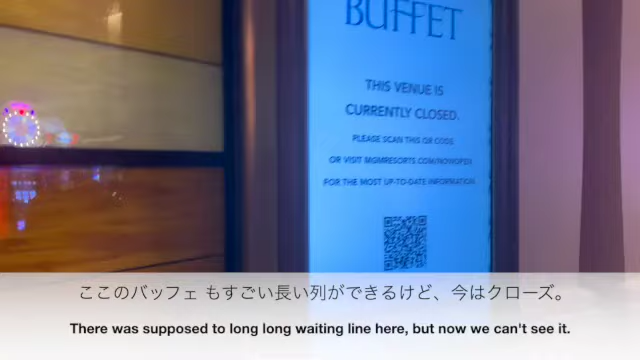 BUFFET
THIS VENUE IS
CURRENTLY CLOSED.
PLEASE SCAN THIS QR CODE
OR VISIT MGMRESORTS.COM/NOWOPEN
FOR THE MOST UP-TO-DATE INFORMATION.
ここのバッフェ もすごい長い列ができるけど、今はクローズ。
There was supposed to long long waiting line here, but now we can't see it.